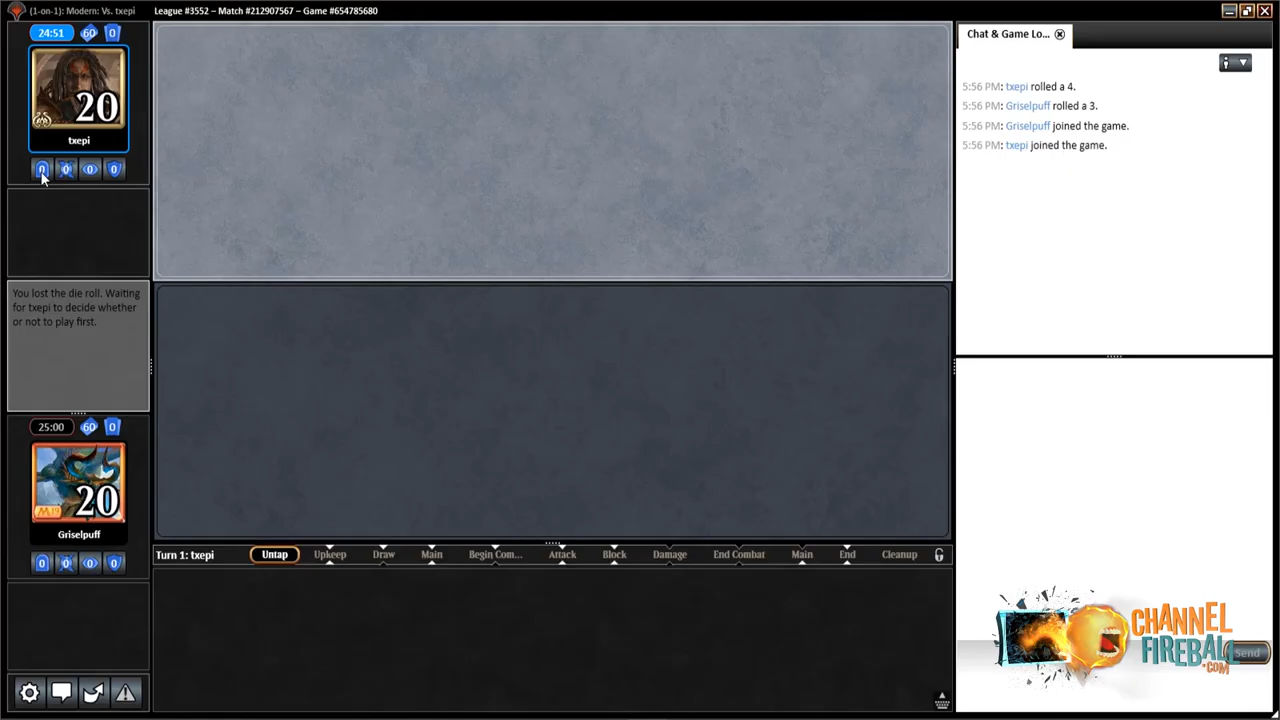 (1-on-1): Modern: Vs. txepi
League #3552 – Match #212907567 – Game #654785680
24:51 60 0
20
txepi
0 0 0 0
You lost the die roll. Waiting
for txepi to decide whether
or not to play first.
25:00 60 0
20
Griselpuff
0 0 0 0
Turn 1: txepi Untap Upkeep Draw Main Begin Com... Attack Block Damage End Combat Main End Cleanup
Chat & Game Lo...
5:56 PM: txepi rolled a 4.
5:56 PM: Griselpuff rolled a 3.
5:56 PM: Griselpuff joined the game.
5:56 PM: txepi joined the game.
CHANNEL
FIREBALL
.COM
Send